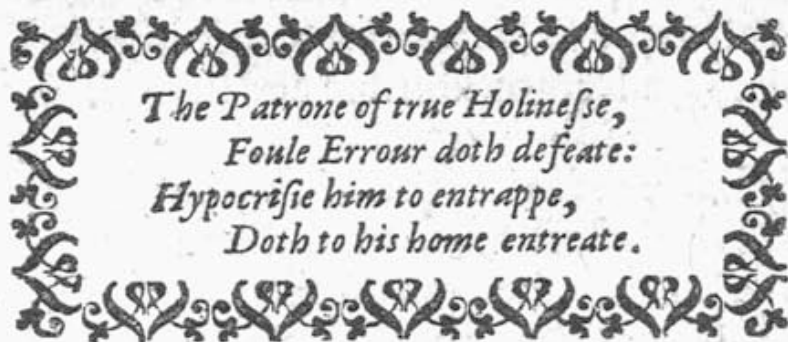 The Patrone of true Holineſſe,
Foule Errour doth defeate:
Hypocriſie him to entrappe,
Doth to his home entreate.